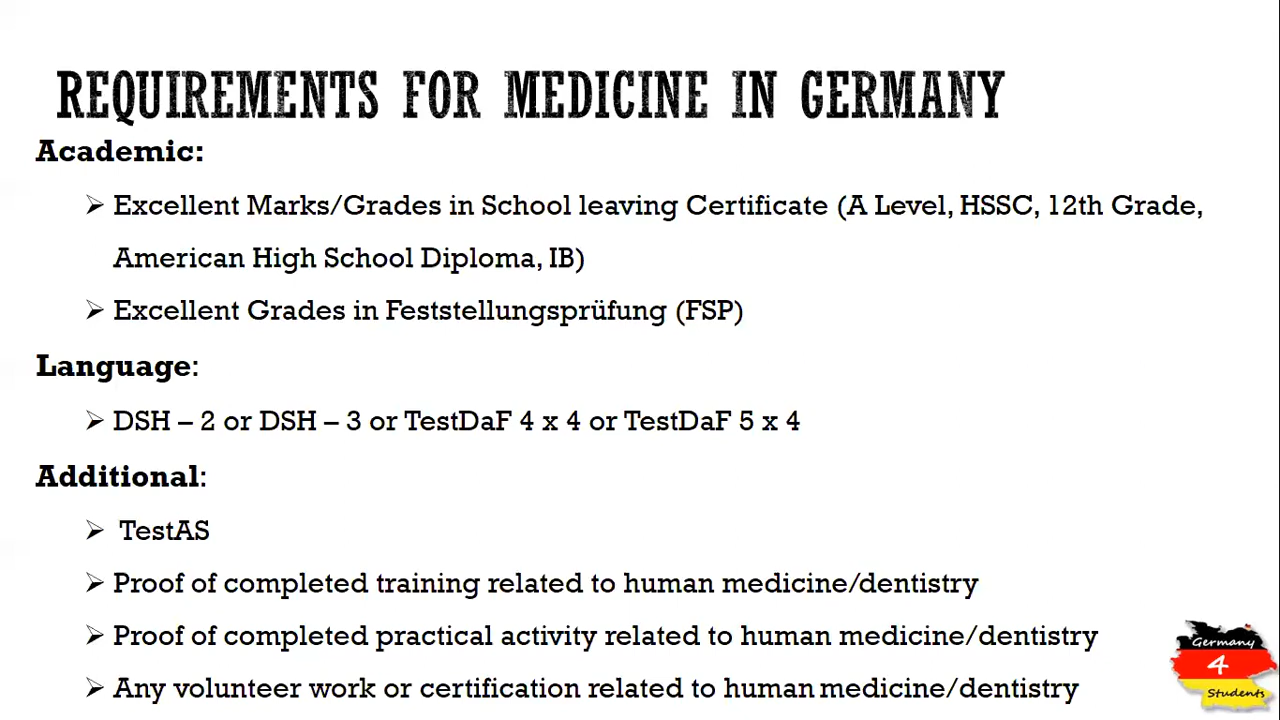 REQUIREMENTS FOR MEDICINE IN GERMANY
Academic:
➢ Excellent Marks/Grades in School leaving Certificate (A Level, HSSC, 12th Grade,
American High School Diploma, IB)
➢ Excellent Grades in Feststellungsprüfung (FSP)
Language:
➢ DSH – 2 or DSH – 3 or TestDaF 4 x 4 or TestDaF 5 x 4
Additional:
➢ TestAS
➢ Proof of completed training related to human medicine/dentistry
➢ Proof of completed practical activity related to human medicine/dentistry
➢ Any volunteer work or certification related to human medicine/dentistry
Germany
4
Students